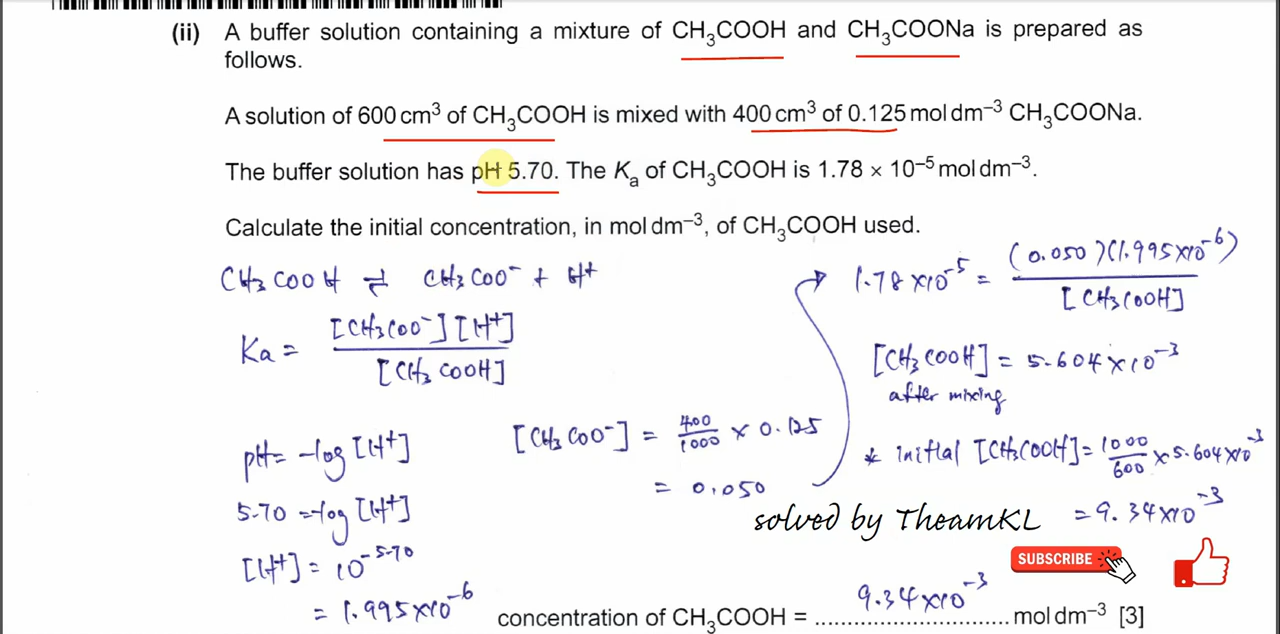 (ii) A buffer solution containing a mixture of CH₃COOH and CH₃COONa is prepared as
follows.
A solution of 600 cm³ of CH₃COOH is mixed with 400 cm³ of 0.125 mol dm⁻³ CH₃COONa.
The buffer solution has pH 5.70. The Kₐ of CH₃COOH is 1.78 × 10⁻⁵ mol dm⁻³.
Calculate the initial concentration, in mol dm⁻³, of CH₃COOH used.
CH₃COOH ⇌ CH₃COO⁻ + H⁺
Ka = [CH₃COO⁻][H⁺] / [CH₃COOH]
pH = -log [H⁺]
5.70 = -log [H⁺]
[H⁺] = 10⁻⁵·⁷⁰
= 1.995×10⁻⁶
[CH₃COO⁻] = 400/1000 × 0.125
= 0.050
1.78×10⁻⁵ = (0.050)(1.995×10⁻⁶) / [CH₃COOH]
[CH₃COOH] = 5.604×10⁻³
after mixing
* initial [CH₃COOH] = 1000/600 × 5.604×10⁻³
= 9.34×10⁻³
solved by TheamKL
SUBSCRIBE
concentration of CH₃COOH = 9.34×10⁻³ mol dm⁻³ [3]